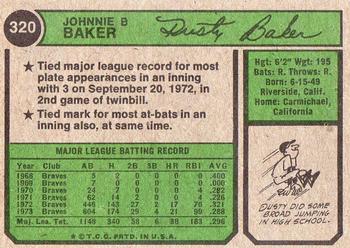 320
JOHNNIE B
BAKER
Dusty Baker
★ Tied major league record for most
plate appearances in an inning
with 3 on September 20, 1972, in
2nd game of twinbill.
★ Tied mark for most at-bats in an
inning also, at same time.
Hgt: 6'2" Wgt: 195
Bats: R. Throws: R.
Born: 6-15-49
Riverside, Calif.
Home: Carmichael,
California
MAJOR LEAGUE BATTING RECORD
Year Club AB H 2B 3B HR RBI AVG
1968 Braves 5 2 0 0 0 0 .400
1969 Braves 7 0 0 0 0 0 .000
1970 Braves 24 7 0 0 0 4 .292
1971 Braves 62 14 2 0 0 4 .226
1972 Braves 446 143 27 2 17 76 .321
1973 Braves 604 174 29 4 21 99 .288
Maj. Lea. Totals 1148 340 58 6 38 183 .296
© T.C.G. PRTD. IN U.S.A.
DUSTY DID SOME
BROAD JUMPING
IN HIGH SCHOOL.